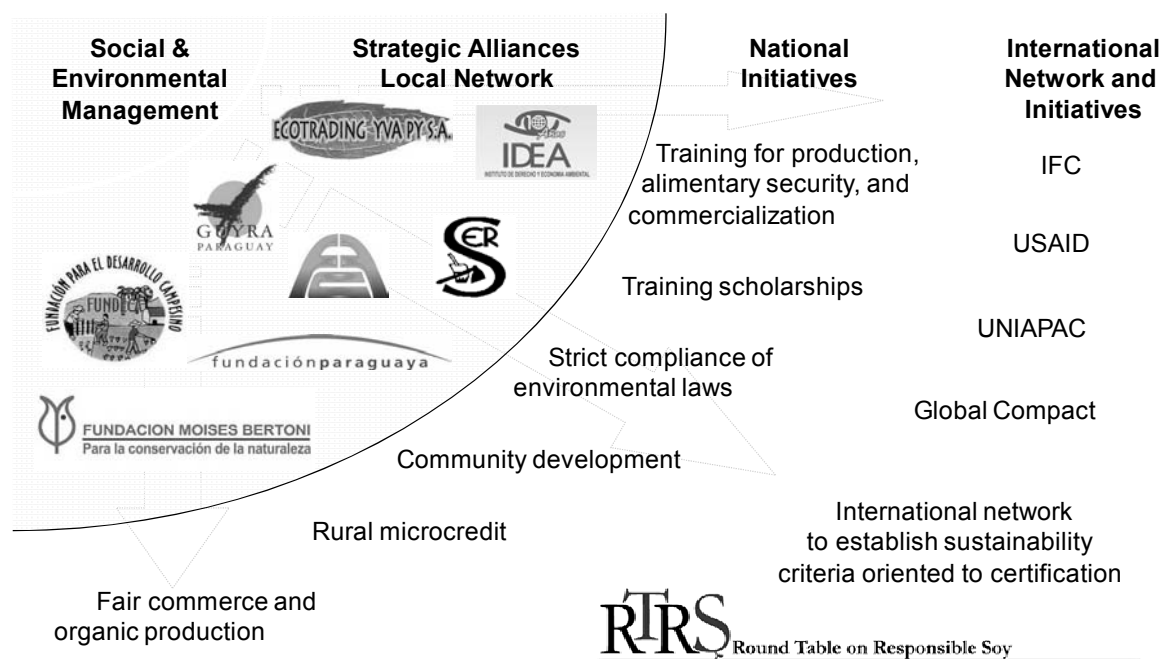 Social &
Environmental
Management
Strategic Alliances
Local Network
National
Initiatives
International
Network and
Initiatives
ECOTRADING YVA PY S.A.
Años
IDEA
INSTITUTO DE DERECHO Y ECONOMIA AMBIENTAL
GUYRA
PARAGUAY
SER
FUNDACIÓN PARA EL DESARROLLO CAMPESINO
FUNDECA
fundaciónparaguaya
FUNDACION MOISES BERTONI
Para la conservación de la naturaleza
Training for production,
alimentary security, and
commercialization
Training scholarships
Strict compliance of
environmental laws
Community development
Rural microcredit
Fair commerce and
organic production
IFC
USAID
UNIAPAC
Global Compact
International network
to establish sustainability
criteria oriented to certification
RTRS
Round Table on Responsible Soy